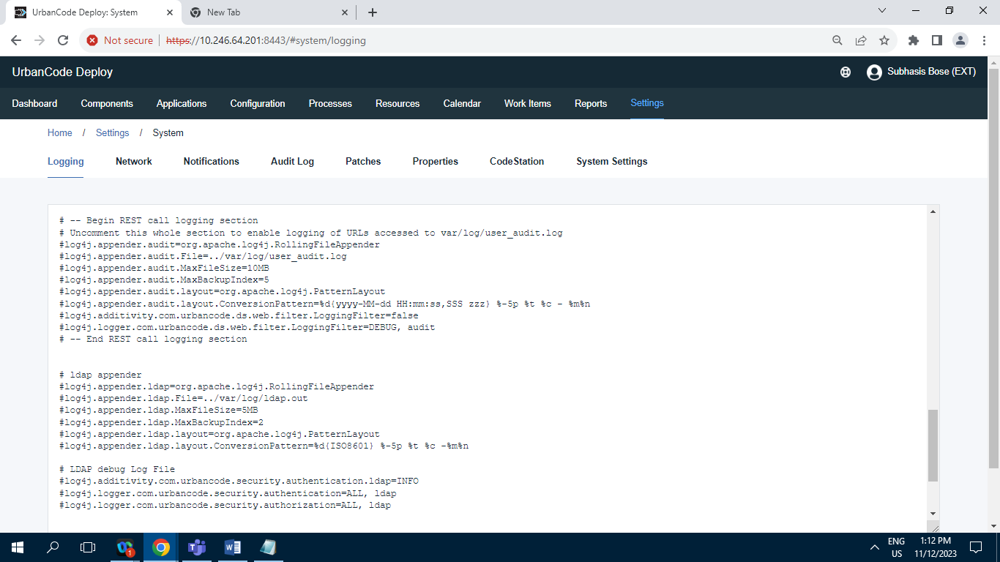 UrbanCode Deploy: System
New Tab
Not secure
https://10.246.64.201:8443/#system/logging
UrbanCode Deploy
Subhasis Bose (EXT)
Dashboard Components Applications Configuration Processes Resources Calendar Work Items Reports Settings
Home / Settings / System
Logging Network Notifications Audit Log Patches Properties CodeStation System Settings
# -- Begin REST call logging section
# Uncomment this whole section to enable logging of URLs accessed to var/log/user_audit.log
#log4j.appender.audit=org.apache.log4j.RollingFileAppender
#log4j.appender.audit.File=../var/log/user_audit.log
#log4j.appender.audit.MaxFileSize=10MB
#log4j.appender.audit.MaxBackupIndex=5
#log4j.appender.audit.layout=org.apache.log4j.PatternLayout
#log4j.appender.audit.layout.ConversionPattern=%d{yyyy-MM-dd HH:mm:ss,SSS zzz} %-5p %t %c - %m%n
#log4j.additivity.com.urbancode.ds.web.filter.LoggingFilter=false
#log4j.logger.com.urbancode.ds.web.filter.LoggingFilter=DEBUG, audit
# -- End REST call logging section
# ldap appender
#log4j.appender.ldap=org.apache.log4j.RollingFileAppender
#log4j.appender.ldap.File=../var/log/ldap.out
#log4j.appender.ldap.MaxFileSize=5MB
#log4j.appender.ldap.MaxBackupIndex=2
#log4j.appender.ldap.layout=org.apache.log4j.PatternLayout
#log4j.appender.ldap.layout.ConversionPattern=%d{ISO8601} %-5p %t %c -%m%n
# LDAP debug Log File
#log4j.additivity.com.urbancode.security.authentication.ldap=INFO
#log4j.logger.com.urbancode.security.authentication=ALL, ldap
#log4j.logger.com.urbancode.security.authorization=ALL, ldap
1
ENG
US
1:12 PM
11/12/2023